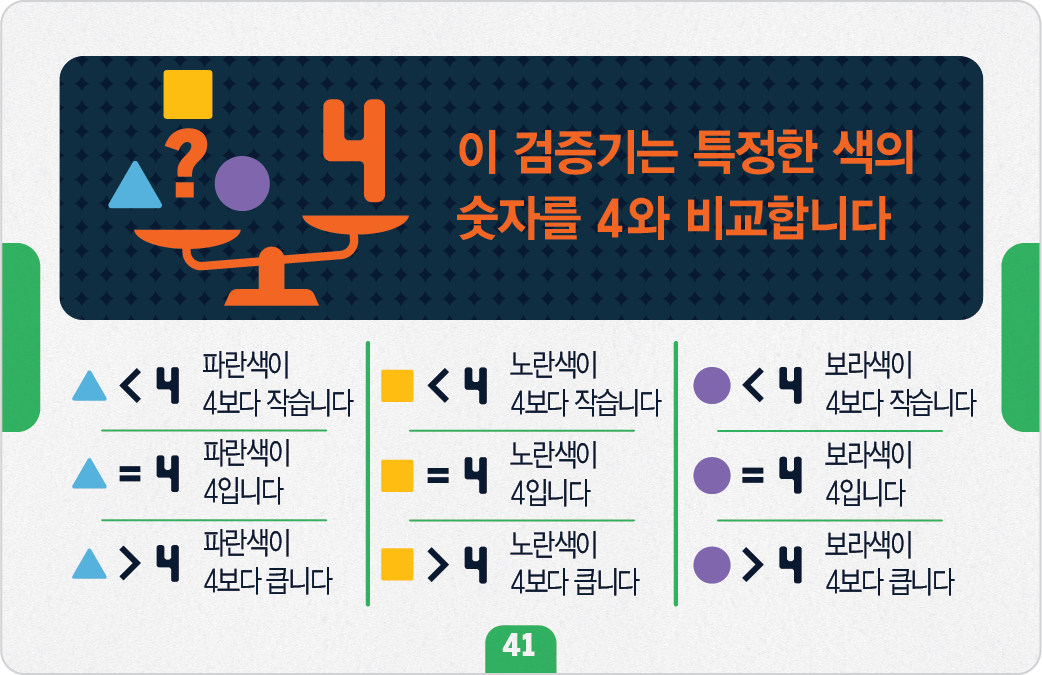 ?
4
이 검증기는 특정한 색의
숫자를 4와 비교합니다
< 4 파란색이
4보다 작습니다
= 4 파란색이
4입니다
> 4 파란색이
4보다 큽니다
< 4 노란색이
4보다 작습니다
= 4 노란색이
4입니다
> 4 노란색이
4보다 큽니다
< 4 보라색이
4보다 작습니다
= 4 보라색이
4입니다
> 4 보라색이
4보다 큽니다
41